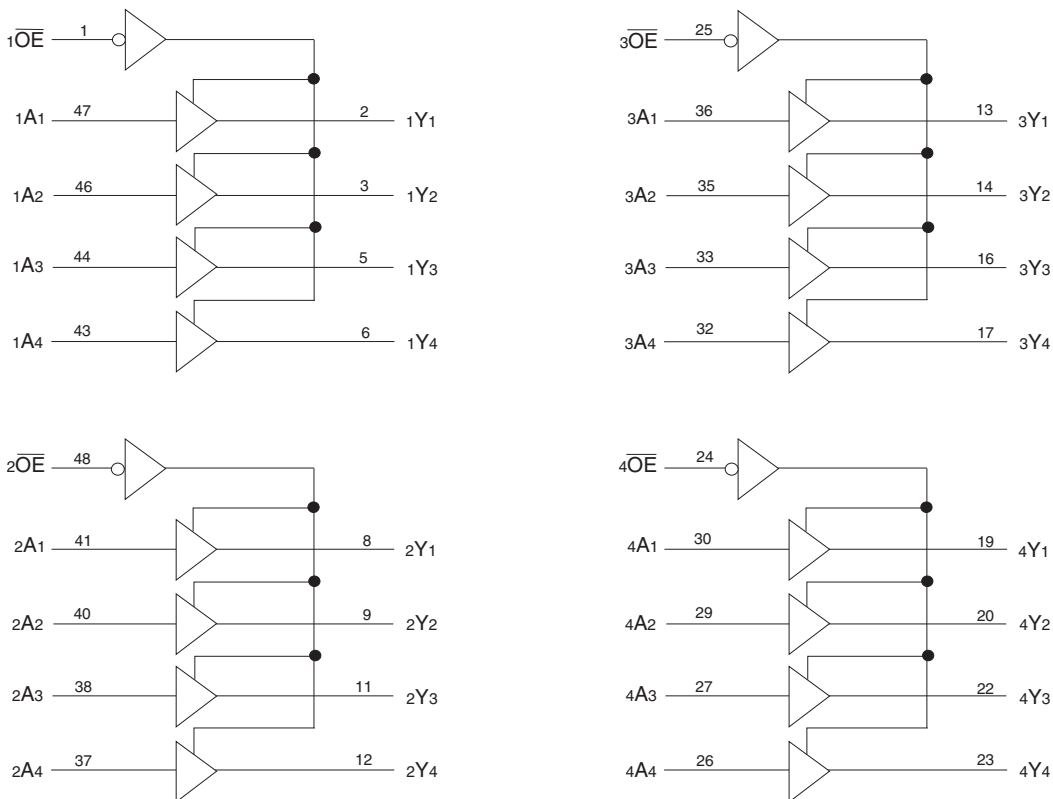 1OE 1
1A1 47 2 1Y1
1A2 46 3 1Y2
1A3 44 5 1Y3
1A4 43 6 1Y4
3OE 25
3A1 36 13 3Y1
3A2 35 14 3Y2
3A3 33 16 3Y3
3A4 32 17 3Y4
2OE 48
2A1 41 8 2Y1
2A2 40 9 2Y2
2A3 38 11 2Y3
2A4 37 12 2Y4
4OE 24
4A1 30 19 4Y1
4A2 29 20 4Y2
4A3 27 22 4Y3
4A4 26 23 4Y4